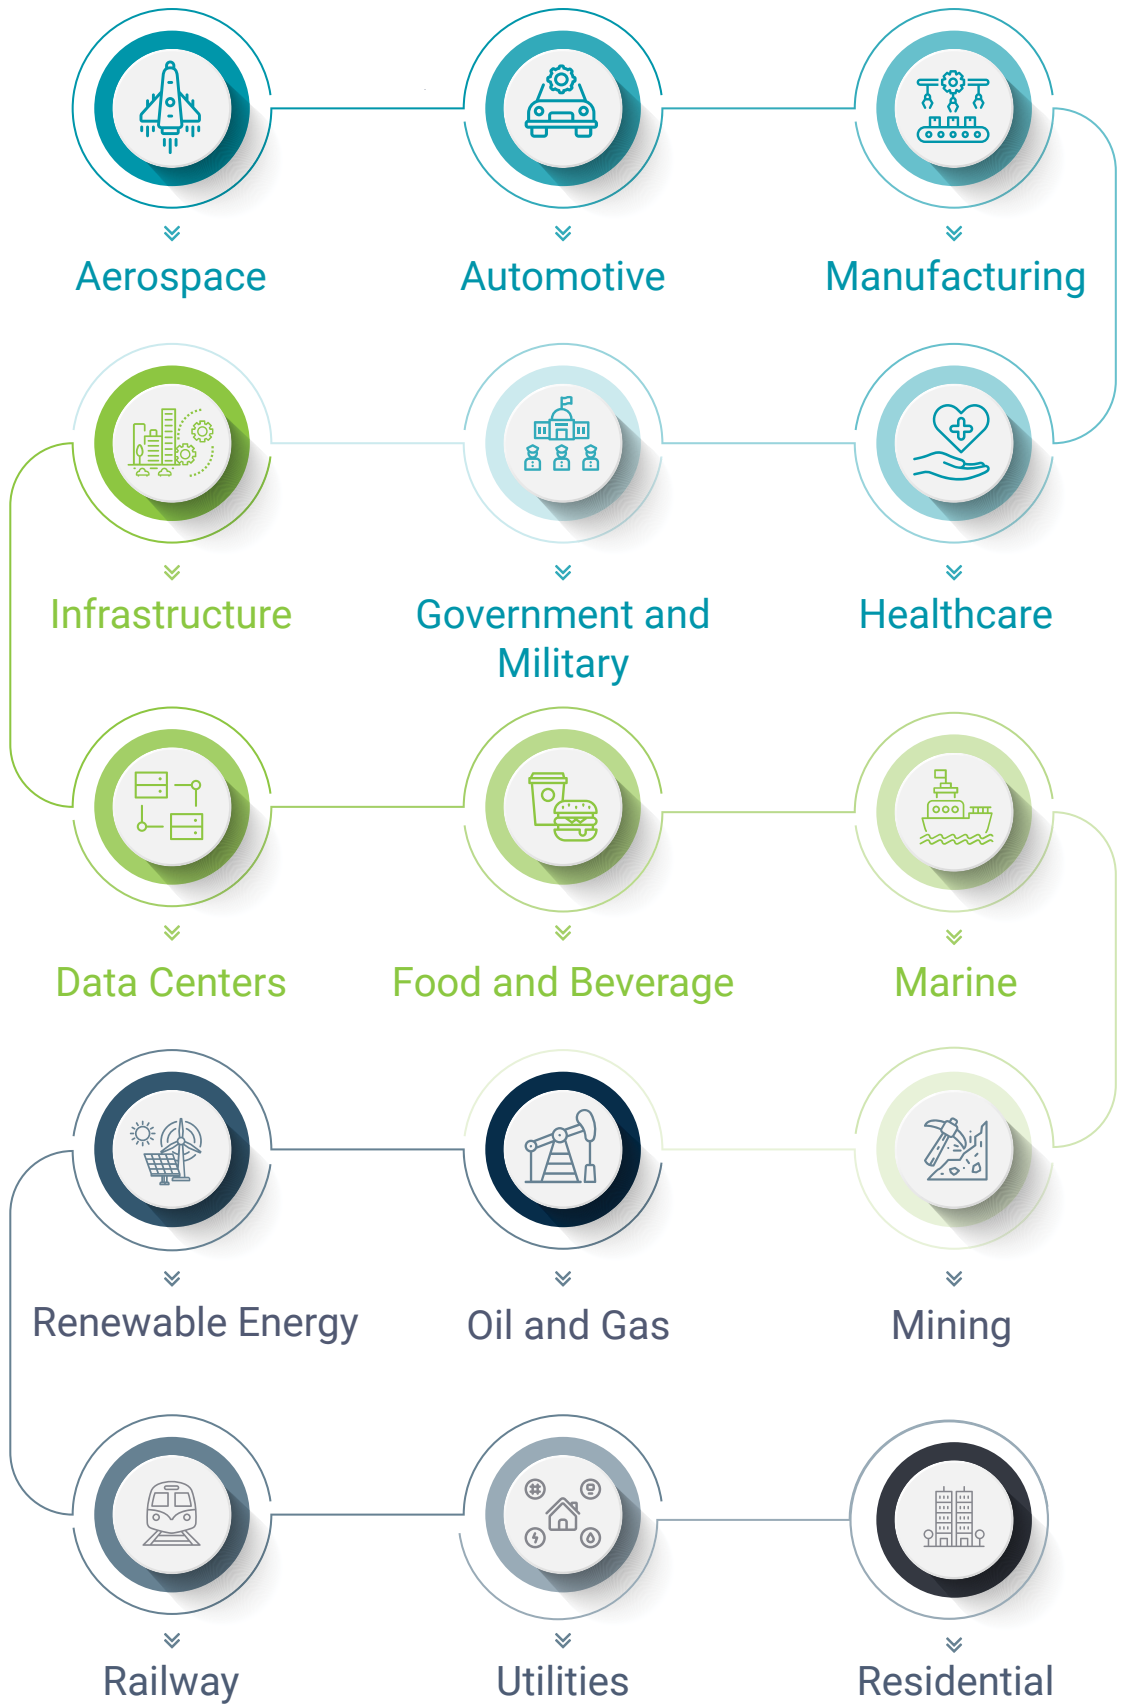 Aerospace
Automotive
Manufacturing
Infrastructure
Government and
Military
Healthcare
Data Centers
Food and Beverage
Marine
Renewable Energy
Oil and Gas
Mining
Railway
Utilities
Residential